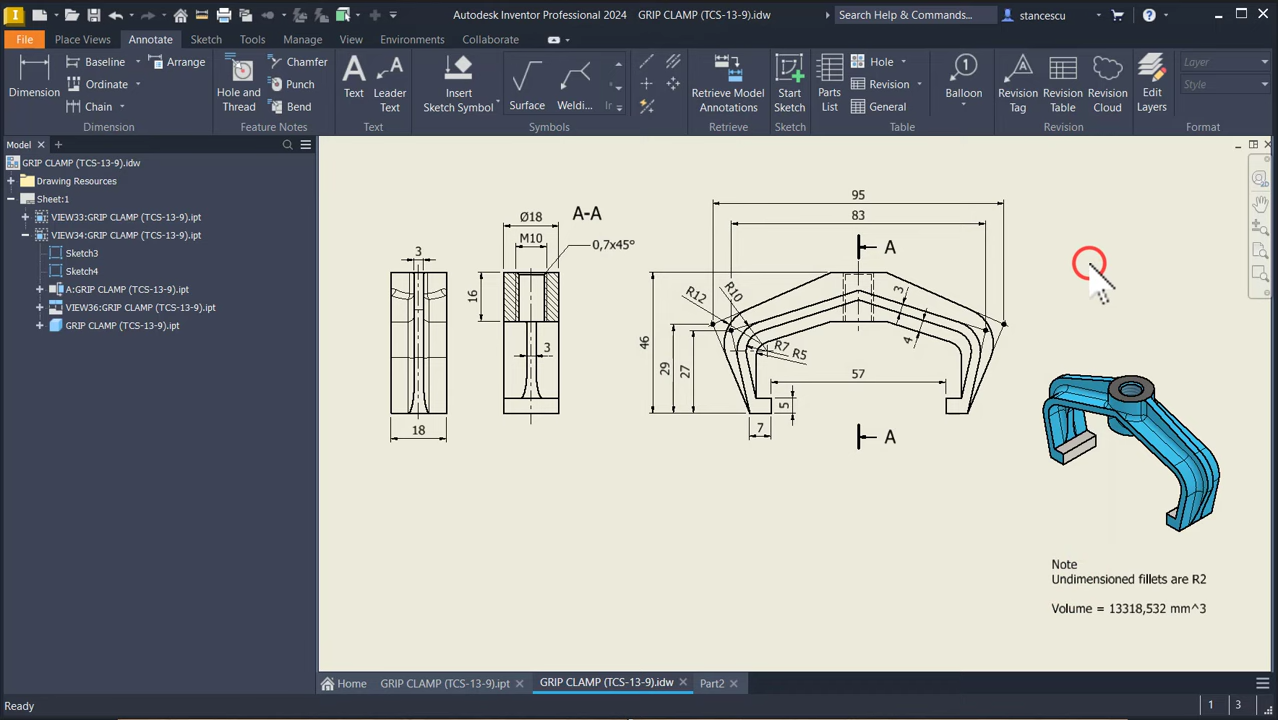 Autodesk Inventor Professional 2024 GRIP CLAMP (TCS-13-9).idw
Search Help & Commands...
stancescu
File Place Views Annotate Sketch Tools Manage View Environments Collaborate
Dimension
Baseline
Ordinate
Chain
Arrange
Dimension
Hole and
Thread
Chamfer
Punch
Bend
Feature Notes
Text
Leader
Text
Text
Insert
Sketch Symbol
Surface
Weldi...
Ir
Symbols
Retrieve Model
Annotations
Retrieve
Start
Sketch
Sketch
Parts
List
Hole
Revision
General
Table
Balloon
1
Revision
Tag
Revision
Table
Revision
Cloud
Revision
Edit
Layers
Layer
Style
Format
Model
GRIP CLAMP (TCS-13-9).idw
Drawing Resources
Sheet:1
VIEW33:GRIP CLAMP (TCS-13-9).ipt
VIEW34:GRIP CLAMP (TCS-13-9).ipt
Sketch3
Sketch4
A:GRIP CLAMP (TCS-13-9).ipt
VIEW36:GRIP CLAMP (TCS-13-9).ipt
GRIP CLAMP (TCS-13-9).ipt
3
18
Ø18
A-A
M10
0,7x45°
16
3
95
83
A
R12
R10
3
46
29
27
R7
R5
4
57
5
7
A
Note
Undimensioned fillets are R2
Volume = 13318,532 mm^3
Home GRIP CLAMP (TCS-13-9).ipt GRIP CLAMP (TCS-13-9).idw Part2
Ready
1 3